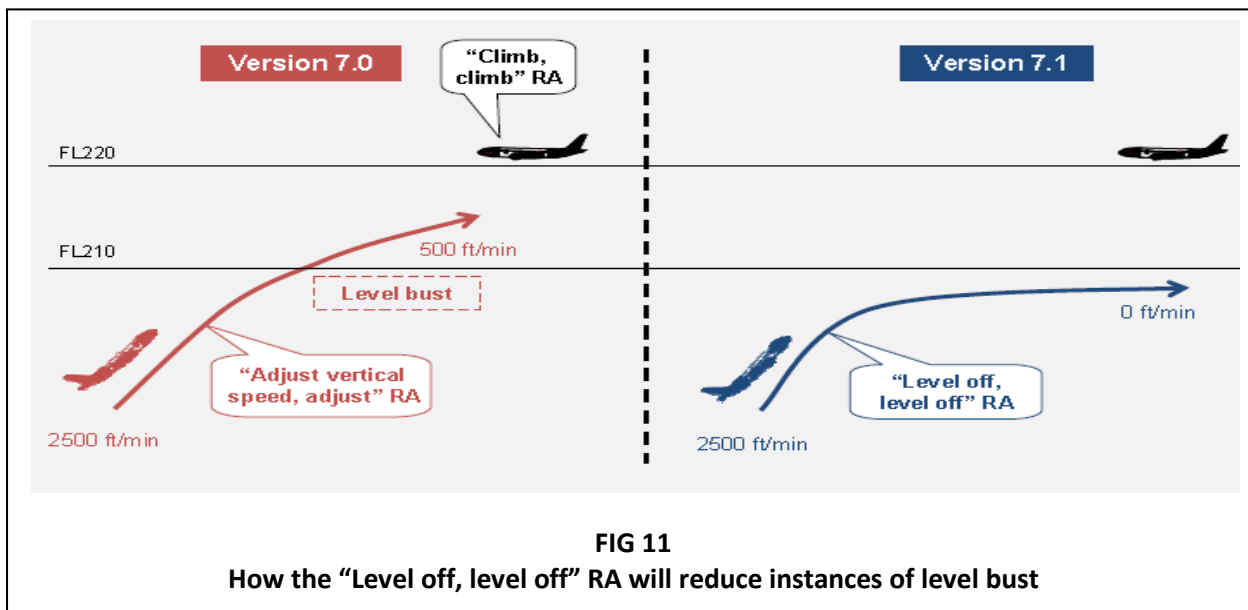 Version 7.0
“Climb,
climb” RA
FL220
FL210
500 ft/min
Level bust
“Adjust vertical
speed, adjust” RA
2500 ft/min
Version 7.1
0 ft/min
“Level off,
level off” RA
2500 ft/min
FIG 11
How the “Level off, level off” RA will reduce instances of level bust